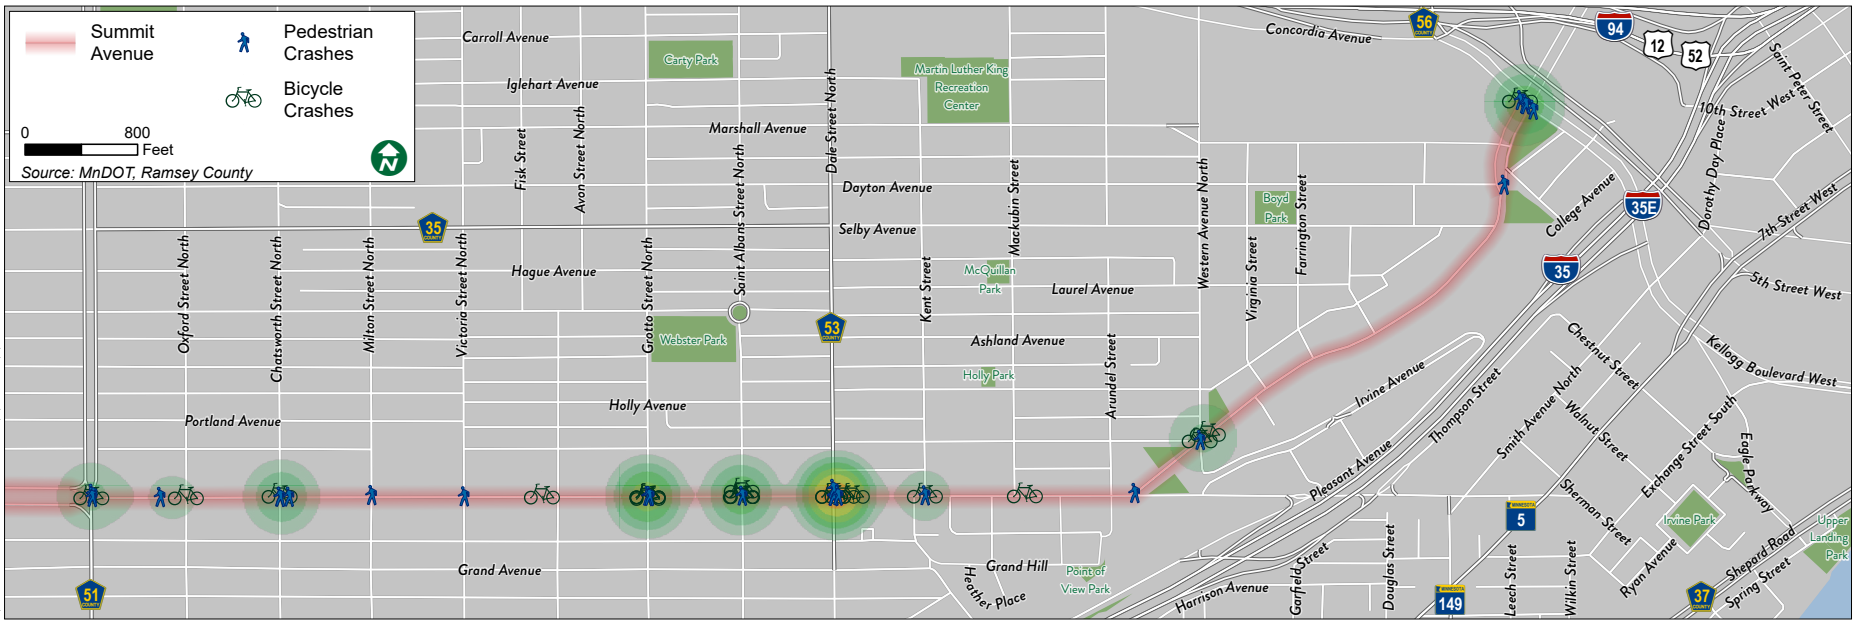 Summit
Avenue
Pedestrian
Crashes
Bicycle
Crashes
0 800
Feet
N
Source: MnDOT, Ramsey County
Carroll Avenue
Iglehart Avenue
Carty Park
Marshall Avenue
Fisk Street
Avon Street North
Saint Albans Street North
Dale Street North
Martin Luther King
Recreation
Center
Dayton Avenue
Selby Avenue
Mackubin Street
Concordia Avenue
56
COUNTY
94
12
52
Saint Peter Street
10th Street West
Dorothy Day Place
7th Street West
5th Street West
College Avenue
35E
35
Western Avenue North
Virginia Street
Boyd
Park
Farrington Street
35
COUNTY
Hague Avenue
McQuillan
Park
Laurel Avenue
Kent Street
Oxford Street North
Chatsworth Street North
Milton Street North
Victoria Street North
Grotto Street North
Webster Park
53
COUNTY
Ashland Avenue
Holly Park
Arundel Street
Holly Avenue
Portland Avenue
Irvine Avenue
Pleasant Avenue
Thompson Street
Smith Avenue North
Chestnut Street
Walnut Street
Kellogg Boulevard West
Exchange Street South
Eagle Parkway
Sherman Street
Irvine Park
Upper
Landing
Park
Shepard Road
Spring Street
Ryan Avenue
MINNESOTA
5
Grand Avenue
Grand Hill
Heather Place
Point of
View Park
Harrison Avenue
Garfield Street
Douglas Street
Leech Street
Wilkin Street
51
COUNTY
MINNESOTA
149
37
COUNTY